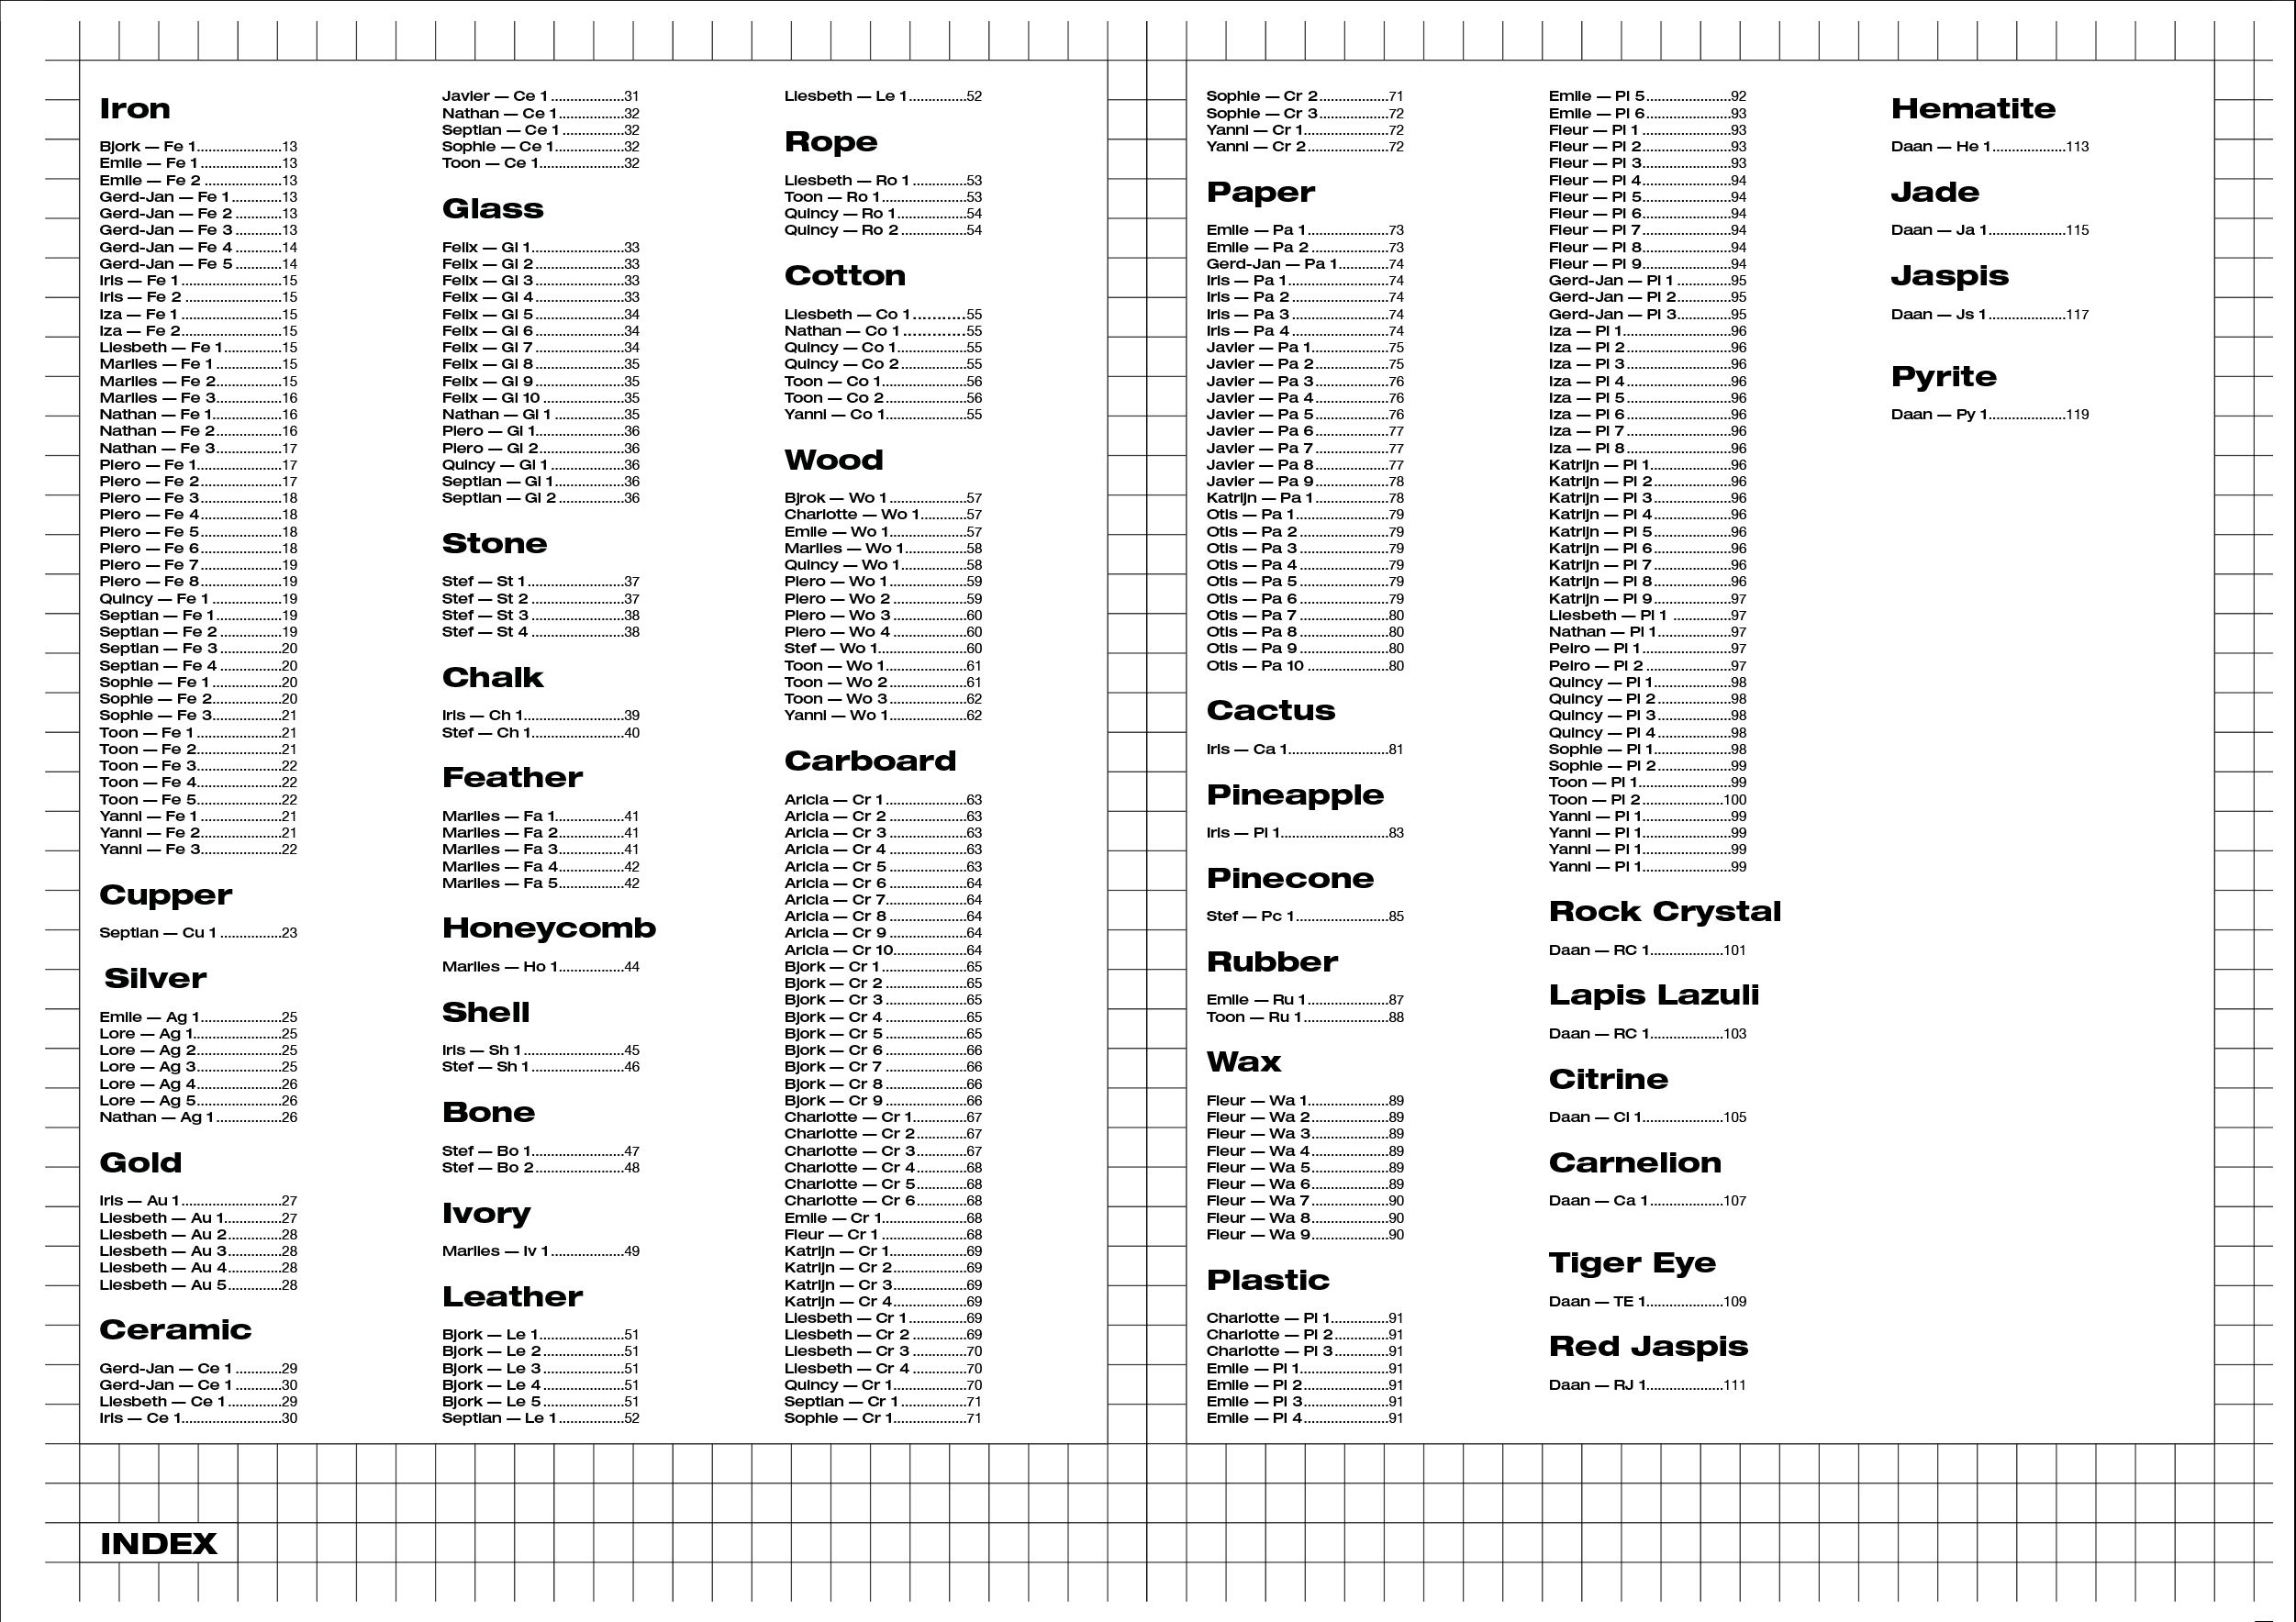 Iron
Bjork — Fe 1.....................13
Emile — Fe 1.....................13
Emile — Fe 2.....................13
Gerd-Jan — Fe 1.............13
Gerd-Jan — Fe 2............13
Gerd-Jan — Fe 3............13
Gerd-Jan — Fe 4............14
Gerd-Jan — Fe 5............14
Iris — Fe 1.........................15
Iris — Fe 2........................15
Iza — Fe 1..........................15
Iza — Fe 2.........................15
Liesbeth — Fe 1..............15
Marlies — Fe 1.................15
Marlies — Fe 2................15
Marlies — Fe 3................16
Nathan — Fe 1.................16
Nathan — Fe 2................16
Nathan — Fe 3................17
Piero — Fe 1.....................17
Piero — Fe 2....................17
Piero — Fe 3....................18
Piero — Fe 4....................18
Piero — Fe 5....................18
Piero — Fe 6....................18
Piero — Fe 7....................19
Piero — Fe 8....................19
Quincy — Fe 1.................19
Septian — Fe 1................19
Septian — Fe 2...............19
Septian — Fe 3...............20
Septian — Fe 4...............20
Sophie — Fe 1.................20
Sophie — Fe 2.................20
Sophie — Fe 3.................21
Toon — Fe 1.....................21
Toon — Fe 2.....................21
Toon — Fe 3.....................22
Toon — Fe 4.....................22
Toon — Fe 5.....................22
Yanni — Fe 1....................21
Yanni — Fe 2....................21
Yanni — Fe 3....................22
Cupper
Septian — Cu 1...............23
Silver
Emile — Ag 1....................25
Lore — Ag 1......................25
Lore — Ag 2.....................25
Lore — Ag 3.....................25
Lore — Ag 4.....................26
Lore — Ag 5.....................26
Nathan — Ag 1................26
Gold
Iris — Au 1.........................27
Liesbeth — Au 1..............27
Liesbeth — Au 2.............28
Liesbeth — Au 3.............28
Liesbeth — Au 4.............28
Liesbeth — Au 5.............28
Ceramic
Gerd-Jan — Ce 1............29
Gerd-Jan — Ce 1............30
Liesbeth — Ce 1.............29
Iris — Ce 1.........................30
Javier — Ce 1..................31
Nathan — Ce 1................32
Septian — Ce 1...............32
Sophie — Ce 1.................32
Toon — Ce 1.....................32
Glass
Felix — Gl 1.......................33
Felix — Gl 2......................33
Felix — Gl 3......................33
Felix — Gl 4......................33
Felix — Gl 5......................34
Felix — Gl 6......................34
Felix — Gl 7......................34
Felix — Gl 8......................35
Felix — Gl 9......................35
Felix — Gl 10....................35
Nathan — Gl 1.................35
Piero — Gl 1......................36
Piero — Gl 2.....................36
Quincy — Gl 1..................36
Septian — Gl 1.................36
Septian — Gl 2................36
Stone
Stef — St 1........................37
Stef — St 2.......................37
Stef — St 3.......................38
Stef — St 4.......................38
Chalk
Iris — Ch 1.........................39
Stef — Ch 1.......................40
Feather
Marlies — Fa 1.................41
Marlies — Fa 2................41
Marlies — Fa 3................41
Marlies — Fa 4................42
Marlies — Fa 5................42
Honeycomb
Marlies — Ho 1................44
Shell
Iris — Sh 1.........................45
Stef — Sh 1.......................46
Bone
Stef — Bo 1.......................47
Stef — Bo 2......................48
Ivory
Marlies — Iv 1..................49
Leather
Bjork — Le 1.....................51
Bjork — Le 2....................51
Bjork — Le 3....................51
Bjork — Le 4....................51
Bjork — Le 5....................51
Septian — Le 1................52
Liesbeth — Le 1..............52
Rope
Liesbeth — Ro 1.............53
Toon — Ro 1.....................53
Quincy — Ro 1.................54
Quincy — Ro 2................54
Cotton
Liesbeth — Co 1..........55
Nathan — Co 1............55
Quincy — Co 1.................55
Quincy — Co 2................55
Toon — Co 1.....................56
Toon — Co 2....................56
Yanni — Co 1....................55
Wood
Bjrok — Wo 1...................57
Charlotte — Wo 1...........57
Emile — Wo 1...................57
Marlies — Wo 1...............58
Quincy — Wo 1................58
Piero — Wo 1...................59
Piero — Wo 2..................59
Piero — Wo 3..................60
Piero — Wo 4..................60
Stef — Wo 1......................60
Toon — Wo 1....................61
Toon — Wo 2...................61
Toon — Wo 3...................62
Yanni — Wo 1...................62
Carboard
Aricia — Cr 1....................63
Aricia — Cr 2....................63
Aricia — Cr 3....................63
Aricia — Cr 4....................63
Aricia — Cr 5....................63
Aricia — Cr 6....................64
Aricia — Cr 7....................64
Aricia — Cr 8....................64
Aricia — Cr 9....................64
Aricia — Cr 10..................64
Bjork — Cr 1.....................65
Bjork — Cr 2....................65
Bjork — Cr 3....................65
Bjork — Cr 4....................65
Bjork — Cr 5....................65
Bjork — Cr 6....................66
Bjork — Cr 7....................66
Bjork — Cr 8....................66
Bjork — Cr 9....................66
Charlotte — Cr 1.............67
Charlotte — Cr 2............67
Charlotte — Cr 3............67
Charlotte — Cr 4............68
Charlotte — Cr 5............68
Charlotte — Cr 6............68
Emile — Cr 1.....................68
Fleur — Cr 1.....................68
Katrijn — Cr 1...................69
Katrijn — Cr 2..................69
Katrijn — Cr 3..................69
Katrijn — Cr 4..................69
Liesbeth — Cr 1..............69
Liesbeth — Cr 2.............69
Liesbeth — Cr 3.............70
Liesbeth — Cr 4.............70
Quincy — Cr 1..................70
Septian — Cr 1................71
Sophie — Cr 1..................71
Sophie — Cr 2.................71
Sophie — Cr 3.................72
Yanni — Cr 1.....................72
Yanni — Cr 2....................72
Paper
Emile — Pa 1....................73
Emile — Pa 2...................73
Gerd-Jan — Pa 1............74
Iris — Pa 1.........................74
Iris — Pa 2........................74
Iris — Pa 3........................74
Iris — Pa 4........................74
Javier — Pa 1...................75
Javier — Pa 2..................75
Javier — Pa 3..................76
Javier — Pa 4..................76
Javier — Pa 5..................76
Javier — Pa 6..................77
Javier — Pa 7..................77
Javier — Pa 8..................77
Javier — Pa 9..................78
Katrijn — Pa 1..................78
Otis — Pa 1.......................79
Otis — Pa 2......................79
Otis — Pa 3......................79
Otis — Pa 4......................79
Otis — Pa 5......................79
Otis — Pa 6......................79
Otis — Pa 7......................80
Otis — Pa 8......................80
Otis — Pa 9......................80
Otis — Pa 10....................80
Cactus
Iris — Ca 1.........................81
Pineapple
Iris — Pi 1...........................83
Pinecone
Stef — Pc 1.......................85
Rubber
Emile — Ru 1....................87
Toon — Ru 1.....................88
Wax
Fleur — Wa 1....................89
Fleur — Wa 2...................89
Fleur — Wa 3...................89
Fleur — Wa 4...................89
Fleur — Wa 5...................89
Fleur — Wa 6...................89
Fleur — Wa 7...................90
Fleur — Wa 8...................90
Fleur — Wa 9...................90
Plastic
Charlotte — Pl 1..............91
Charlotte — Pl 2.............91
Charlotte — Pl 3.............91
Emile — Pl 1......................91
Emile — Pl 2.....................91
Emile — Pl 3.....................91
Emile — Pl 4.....................91
Emile — Pl 5.....................92
Emile — Pl 6.....................93
Fleur — Pl 1......................93
Fleur — Pl 2......................93
Fleur — Pl 3......................93
Fleur — Pl 4......................94
Fleur — Pl 5......................94
Fleur — Pl 6......................94
Fleur — Pl 7......................94
Fleur — Pl 8......................94
Fleur — Pl 9......................94
Gerd-Jan — Pl 1.............95
Gerd-Jan — Pl 2.............95
Gerd-Jan — Pl 3.............95
Iza — Pl 1...........................96
Iza — Pl 2..........................96
Iza — Pl 3..........................96
Iza — Pl 4..........................96
Iza — Pl 5..........................96
Iza — Pl 6..........................96
Iza — Pl 7..........................96
Iza — Pl 8..........................96
Katrijn — Pl 1....................96
Katrijn — Pl 2...................96
Katrijn — Pl 3...................96
Katrijn — Pl 4...................96
Katrijn — Pl 5...................96
Katrijn — Pl 6...................96
Katrijn — Pl 7...................96
Katrijn — Pl 8...................96
Katrijn — Pl 9...................97
Liesbeth — Pl 1..............97
Nathan — Pl 1..................97
Peiro — Pl 1......................97
Peiro — Pl 2.....................97
Quincy — Pl 1...................98
Quincy — Pl 2..................98
Quincy — Pl 3..................98
Quincy — Pl 4..................98
Sophie — Pl 1...................98
Sophie — Pl 2..................99
Toon — Pl 1.......................99
Toon — Pl 2....................100
Yanni — Pl 1......................99
Yanni — Pl 1......................99
Yanni — Pl 1......................99
Yanni — Pl 1......................99
Rock Crystal
Daan — RC 1..................101
Lapis Lazuli
Daan — RC 1..................103
Citrine
Daan — Ci 1....................105
Carnelion
Daan — Ca 1..................107
Tiger Eye
Daan — TE 1...................109
Red Jaspis
Daan — RJ 1...................111
Hematite
Daan — He 1..................113
Jade
Daan — Ja 1...................115
Jaspis
Daan — Js 1...................117
Pyrite
Daan — Py 1...................119
INDEX